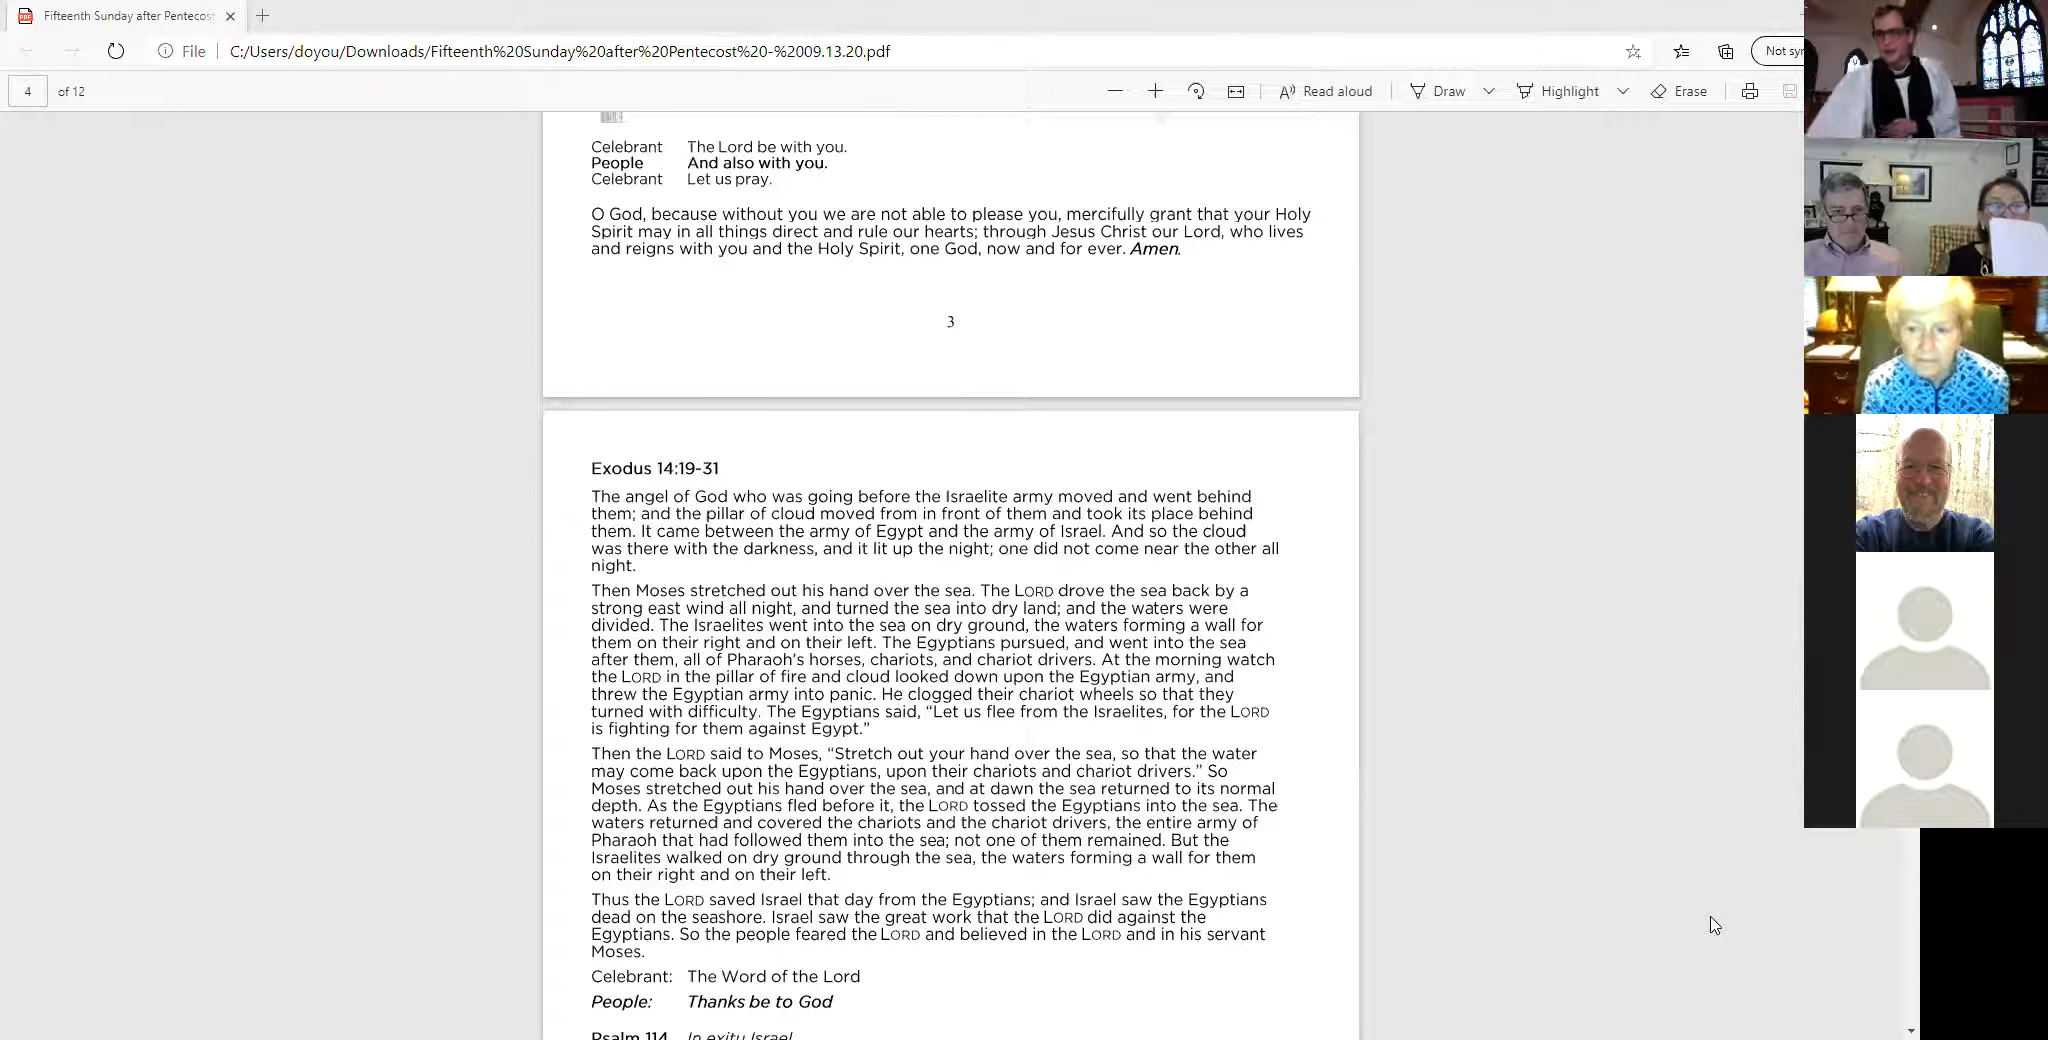 Fifteenth Sunday after Pentecost
File
C:/Users/doyou/Downloads/Fifteenth%20Sunday%20after%20Pentecost%20-%2009.13.20.pdf
Not
4 of 12
Read aloud
Draw
Highlight
Erase
Celebrant The Lord be with you.
People And also with you.
Celebrant Let us pray.
O God, because without you we are not able to please you, mercifully grant that your Holy
Spirit may in all things direct and rule our hearts; through Jesus Christ our Lord, who lives
and reigns with you and the Holy Spirit, one God, now and for ever. Amen.
3
Exodus 14:19-31
The angel of God who was going before the Israelite army moved and went behind
them; and the pillar of cloud moved from in front of them and took its place behind
them. It came between the army of Egypt and the army of Israel. And so the cloud
was there with the darkness, and it lit up the night; one did not come near the other all
night.
Then Moses stretched out his hand over the sea. The LORD drove the sea back by a
strong east wind all night, and turned the sea into dry land; and the waters were
divided. The Israelites went into the sea on dry ground, the waters forming a wall for
them on their right and on their left. The Egyptians pursued, and went into the sea
after them, all of Pharaoh's horses, chariots, and chariot drivers. At the morning watch
the LORD in the pillar of fire and cloud looked down upon the Egyptian army, and
threw the Egyptian army into panic. He clogged their chariot wheels so that they
turned with difficulty. The Egyptians said, “Let us flee from the Israelites, for the LORD
is fighting for them against Egypt.”
Then the LORD said to Moses, “Stretch out your hand over the sea, so that the water
may come back upon the Egyptians, upon their chariots and chariot drivers.” So
Moses stretched out his hand over the sea, and at dawn the sea returned to its normal
depth. As the Egyptians fled before it, the LORD tossed the Egyptians into the sea. The
waters returned and covered the chariots and the chariot drivers, the entire army of
Pharaoh that had followed them into the sea; not one of them remained. But the
Israelites walked on dry ground through the sea, the waters forming a wall for them
on their right and on their left.
Thus the LORD saved Israel that day from the Egyptians; and Israel saw the Egyptians
dead on the seashore. Israel saw the great work that the LORD did against the
Egyptians. So the people feared the LORD and believed in the LORD and in his servant
Moses.
Celebrant: The Word of the Lord
People: Thanks be to God
Psalm 114 In exitu Israel